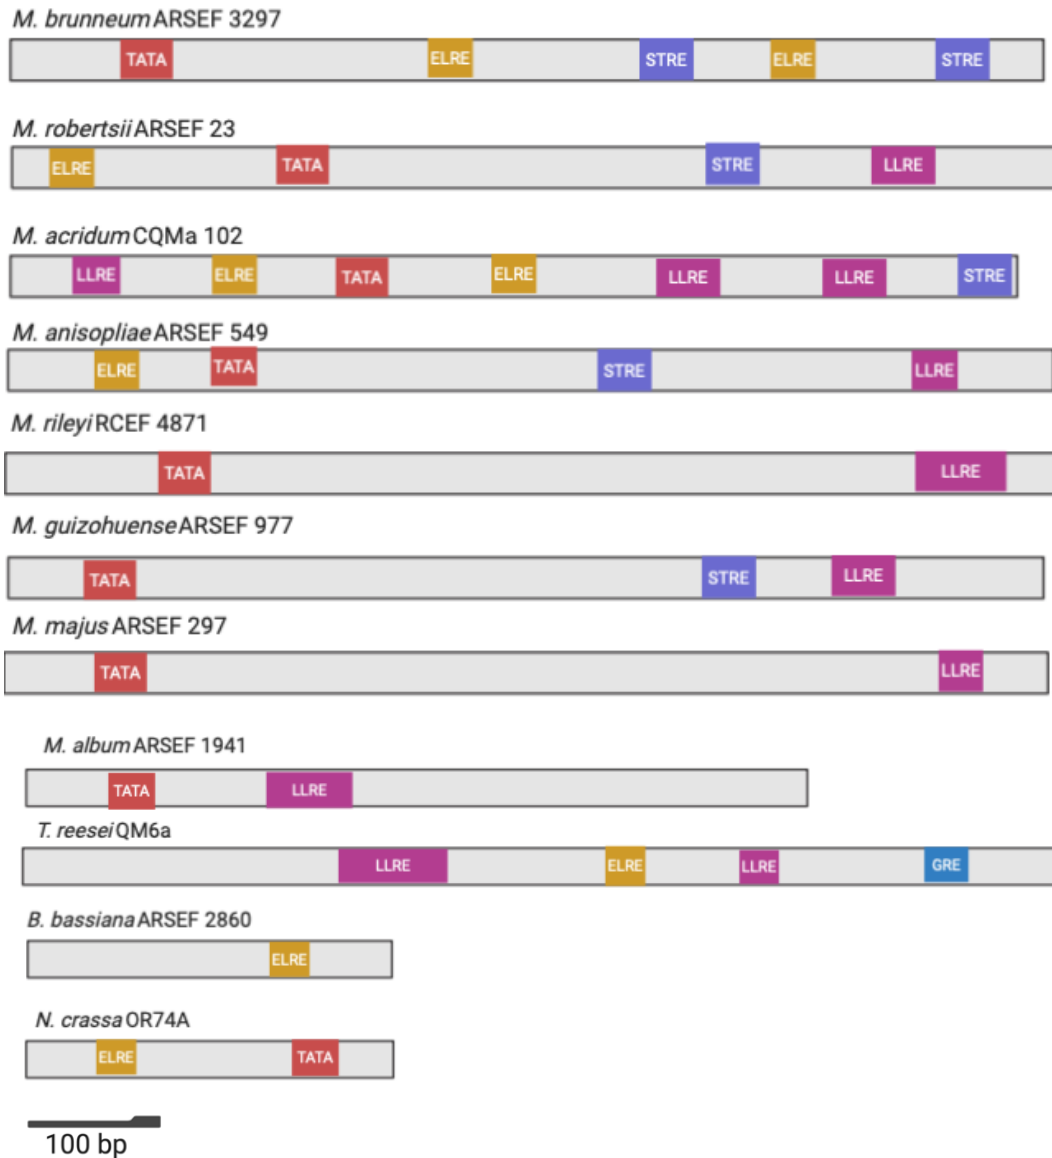 M. brunneum ARSEF 3297
TATA ELRE STRE ELRE STRE
M. robertsii ARSEF 23
ELRE TATA STRE LLRE
M. acridum CQMa 102
LLRE ELRE TATA ELRE LLRE LLRE STRE
M. anisopliae ARSEF 549
ELRE TATA STRE LLRE
M. rileyi RCEF 4871
TATA LLRE
M. guizohuense ARSEF 977
TATA STRE LLRE
M. majus ARSEF 297
TATA LLRE
M. album ARSEF 1941
TATA LLRE
T. reesei QM6a
LLRE ELRE LLRE GRE
B. bassiana ARSEF 2860
ELRE
N. crassa OR74A
ELRE TATA
100 bp